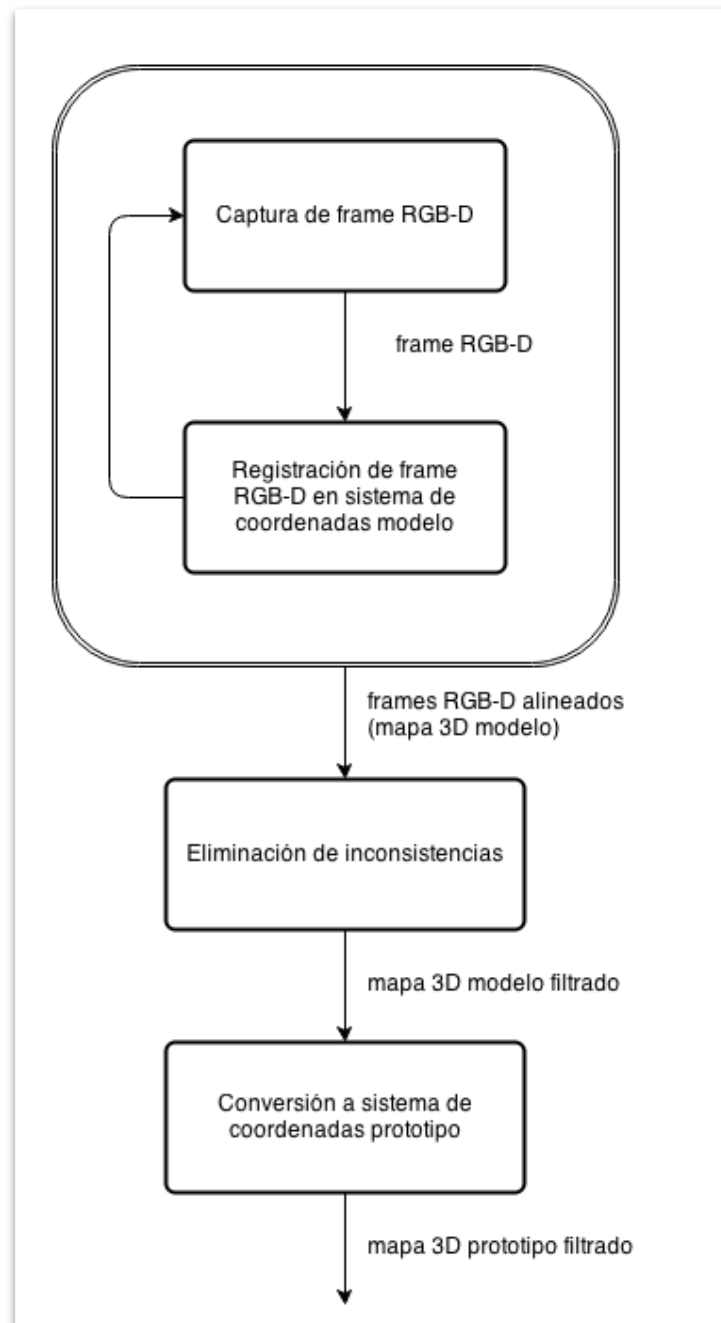 Captura de frame RGB-D
frame RGB-D
Registración de frame
RGB-D en sistema de
coordenadas modelo
frames RGB-D alineados
(mapa 3D modelo)
Eliminación de inconsistencias
mapa 3D modelo filtrado
Conversión a sistema de
coordenadas prototipo
mapa 3D prototipo filtrado